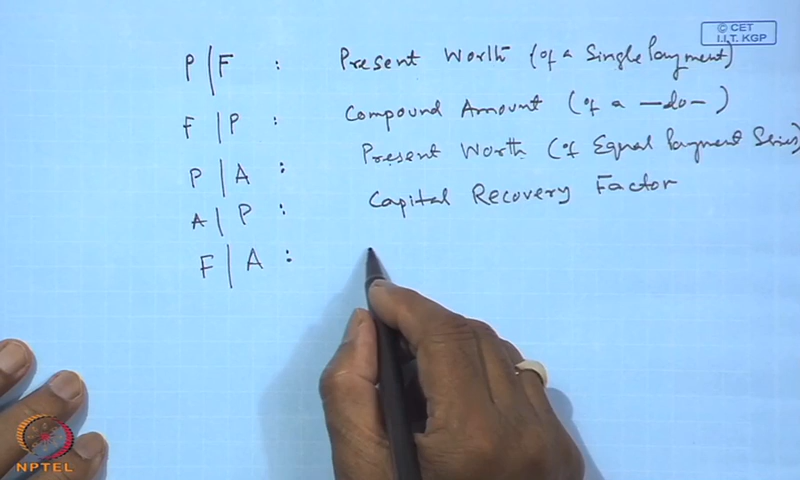 © CET
I.I.T. KGP
P|F : Present Worth (of a Single Payment)
F|P : Compound Amount (of a —do—)
P|A : Present Worth (of Equal Payment Series)
A|P : Capital Recovery Factor
F|A :
NPTEL